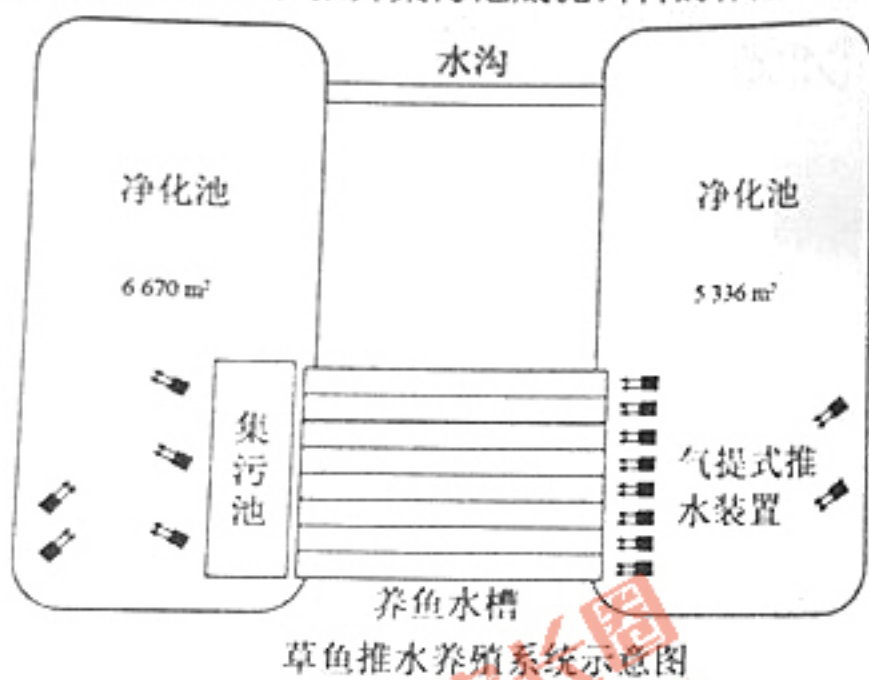 水沟
净化池
6 670 m²
净化池
5 336 m²
集污池
气提式推
水装置
养鱼水槽
草鱼推水养殖系统示意图